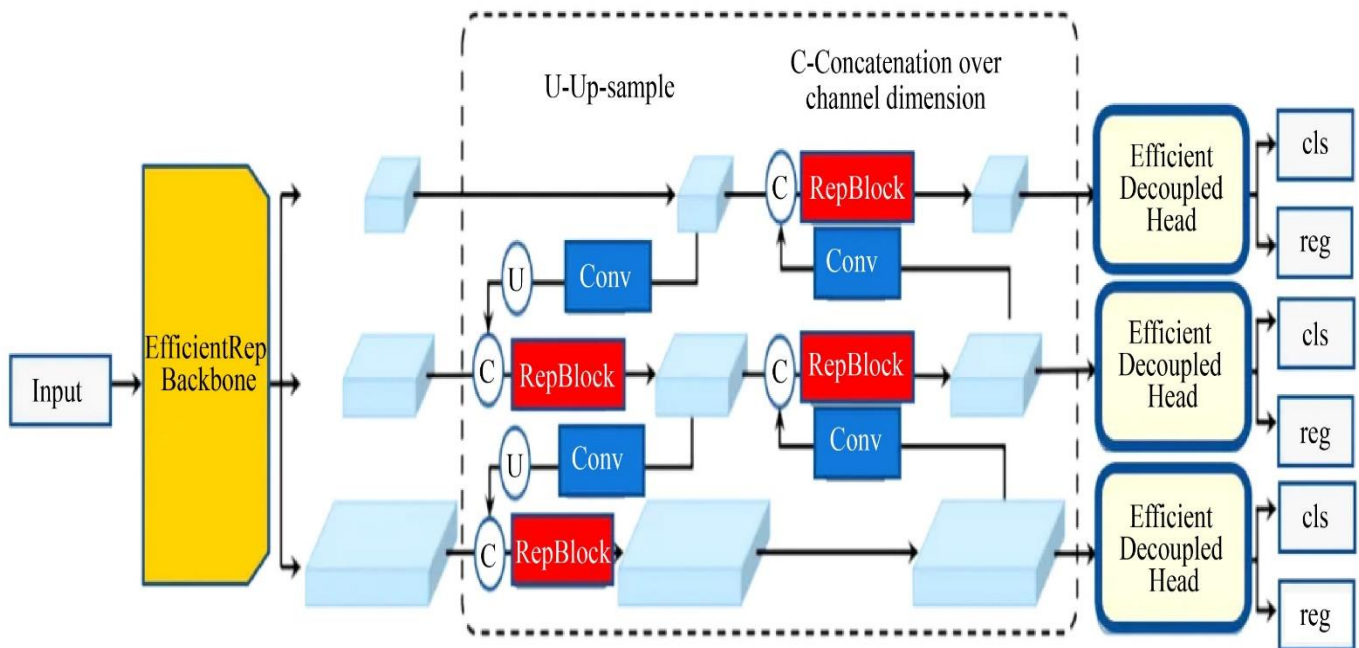 U-Up-sample
C-Concatenation over
channel dimension
Input
EfficientRep
Backbone
C
RepBlock
U
Conv
Conv
C
RepBlock
C
RepBlock
U
Conv
Conv
C
RepBlock
Efficient
Decoupled
Head
cls
reg
Efficient
Decoupled
Head
cls
reg
Efficient
Decoupled
Head
cls
reg